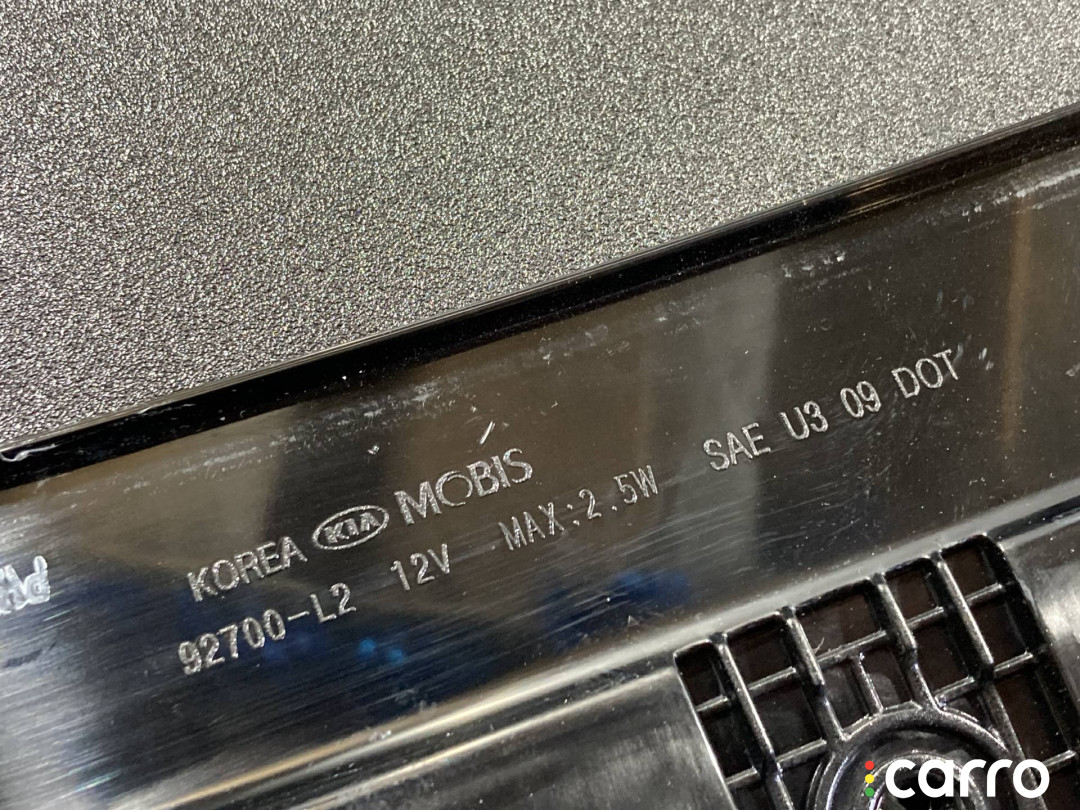 KOREA KIA MOBIS
92700-L2 12V MAX:2.5W SAE U3 09 DOT
carro